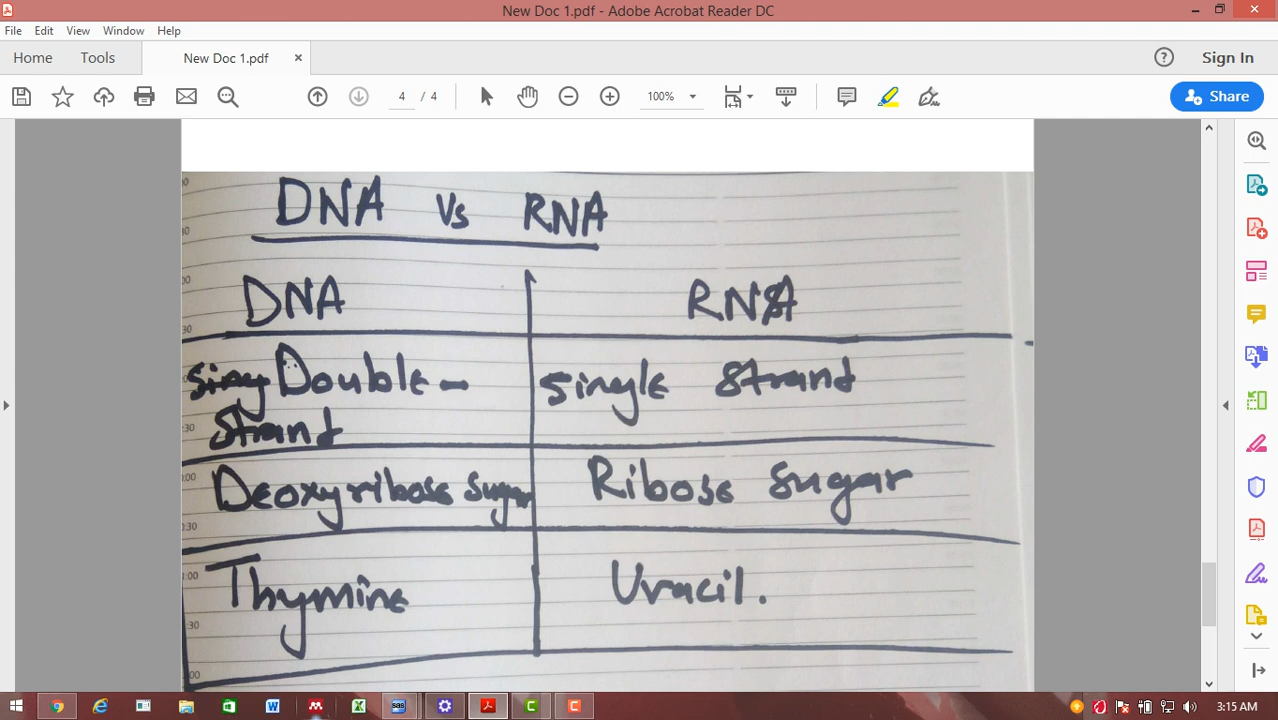 New Doc 1.pdf - Adobe Acrobat Reader DC
File Edit View Window Help
Home Tools New Doc 1.pdf × Sign In
4 / 4 100% Share
DNA Vs RNA
DNA RNA
Double- Single Strand
Strand
Deoxyribose sugar Ribose sugar
Thymine Uracil.
3:15 AM